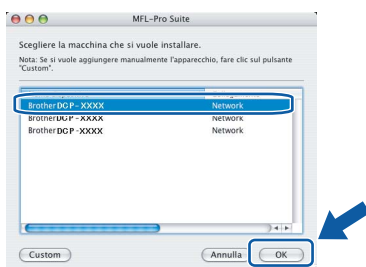 MFL-Pro Suite
Scegliere la macchina che si vuole installare.
Nota: Se si vuole aggiungere manualmente l'apparecchio, fare clic sul pulsante
"Custom".
Brother DCP-XXXX Network
Brother DCP-XXXX Network
Brother DCP-XXXX Network
Custom Annulla OK